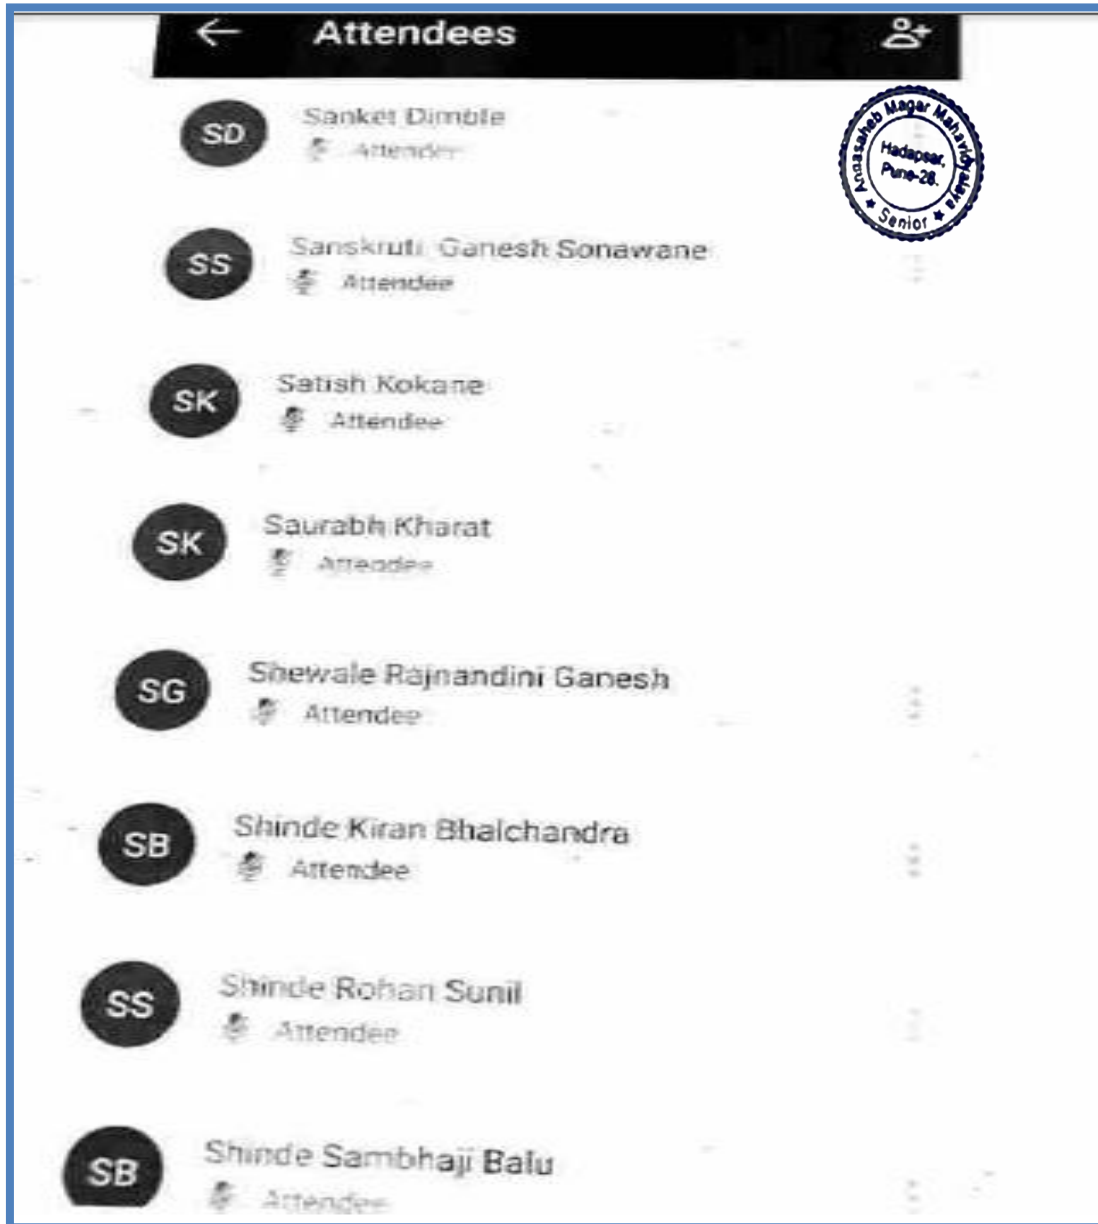 Attendees
SD
Sanket Dimble
Attendee
Annasaheb Magar Mahavidyalaya
Hadapsar,
Pune-28.
★ Senior ★
SS
Sanskruti Ganesh Sonawane
Attendee
SK
Satish Kokane
Attendee
SK
Saurabh Kharat
Attendee
SG
Shewale Rajnandini Ganesh
Attendee
SB
Shinde Kiran Bhalchandra
Attendee
SS
Shinde Rohan Sunil
Attendee
SB
Shinde Sambhaji Balu
Attendee